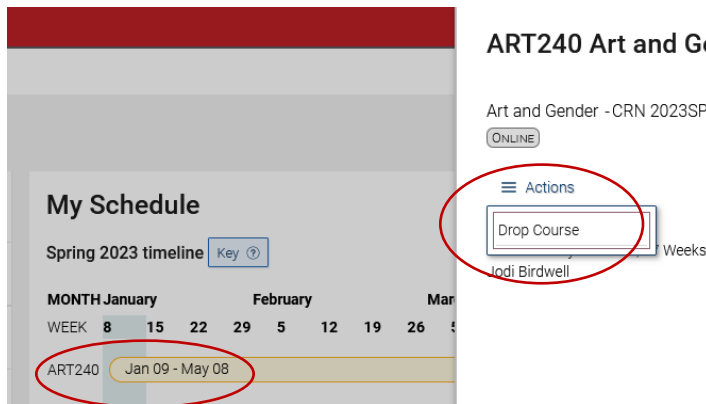 ART240 Art and Ge
Art and Gender - CRN 2023SP
ONLINE
Actions
Drop Course
Weeks
Jodi Birdwell
My Schedule
Spring 2023 timeline Key ?
MONTH January February Mar
WEEK 8 15 22 29 5 12 19 26
ART240 Jan 09 - May 08